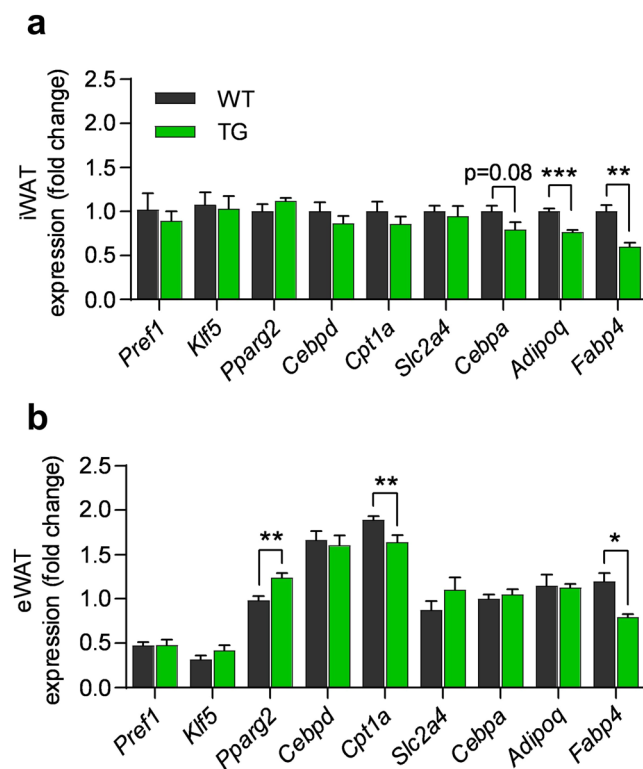 a
iWAT
expression (fold change)
2.5
2.0
1.5
1.0
0.5
0.0
WT
TG
p=0.08
***
**
Pref1
Klf5
Pparg2
Cebpd
Cpt1a
Slc2a4
Cebpa
Adipoq
Fabp4
b
eWAT
expression (fold change)
2.5
2.0
1.5
1.0
0.5
0.0
**
**
*
Pref1
Klf5
Pparg2
Cebpd
Cpt1a
Slc2a4
Cebpa
Adipoq
Fabp4